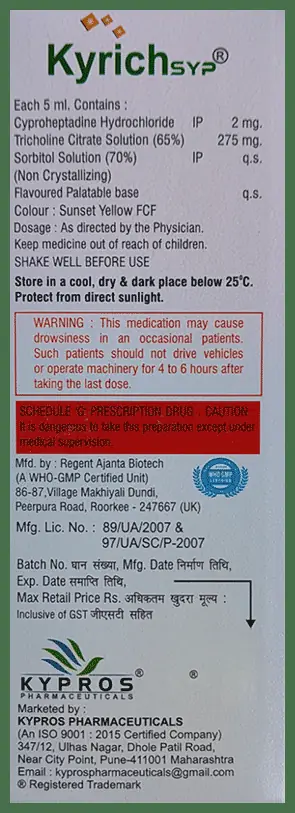 Kyrich SYP®
Each 5 ml. Contains :
Cyproheptadine Hydrochloride IP 2 mg.
Tricholine Citrate Solution (65%) 275 mg.
Sorbitol Solution (70%) IP q.s.
(Non Crystallizing)
Flavoured Palatable base q.s.
Colour : Sunset Yellow FCF
Dosage : As directed by the Physician.
Keep medicine out of reach of children.
SHAKE WELL BEFORE USE
Store in a cool, dry & dark place below 25°C.
Protect from direct sunlight.
WARNING : This medication may cause
drowsiness in an occasional patients.
Such patients should not drive vehicles
or operate machinery for 4 to 6 hours after
taking the last dose.
SCHEDULE 'G' PRESCRIPTION DRUG : CAUTION
It is dangerous to take this preparation except under
medical supervision.
Mfd. by : Regent Ajanta Biotech
(A WHO-GMP Certified Unit)
86-87,Village Makhiyali Dundi,
Peerpura Road, Roorkee - 247667 (UK)
WHO GMP
CERTIFIED
Mfg. Lic. No. : 89/UA/2007 &
97/UA/SC/P-2007
Batch No. घान संख्या, Mfg. Date निर्माण तिथि,
Exp. Date समाप्ति तिथि,
Max Retail Price Rs. अधिकतम खुदरा मूल्य :
Inclusive of GST जीएसटी सहित
KYPROS®
PHARMACEUTICALS
®
Marketed by :
KYPROS PHARMACEUTICALS
(An ISO 9001 : 2015 Certified Company)
347/12, Ulhas Nagar, Dhole Patil Road,
Near City Point, Pune-411001 Maharashtra
Email : kyprospharmaceuticals@gmail.com
® Registered Trademark